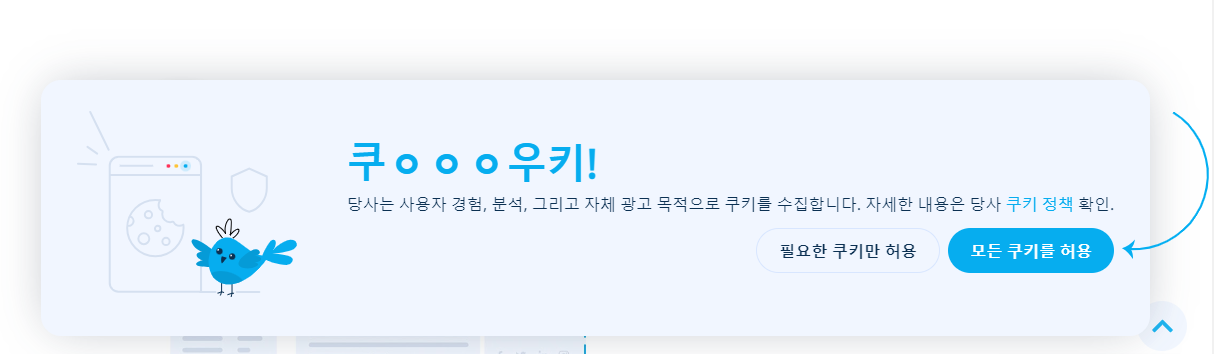 쿠ㅇㅇㅇ우키!
당사는 사용자 경험, 분석, 그리고 자체 광고 목적으로 쿠키를 수집합니다. 자세한 내용은 당사 쿠키 정책 확인.
필요한 쿠키만 허용 모든 쿠키를 허용